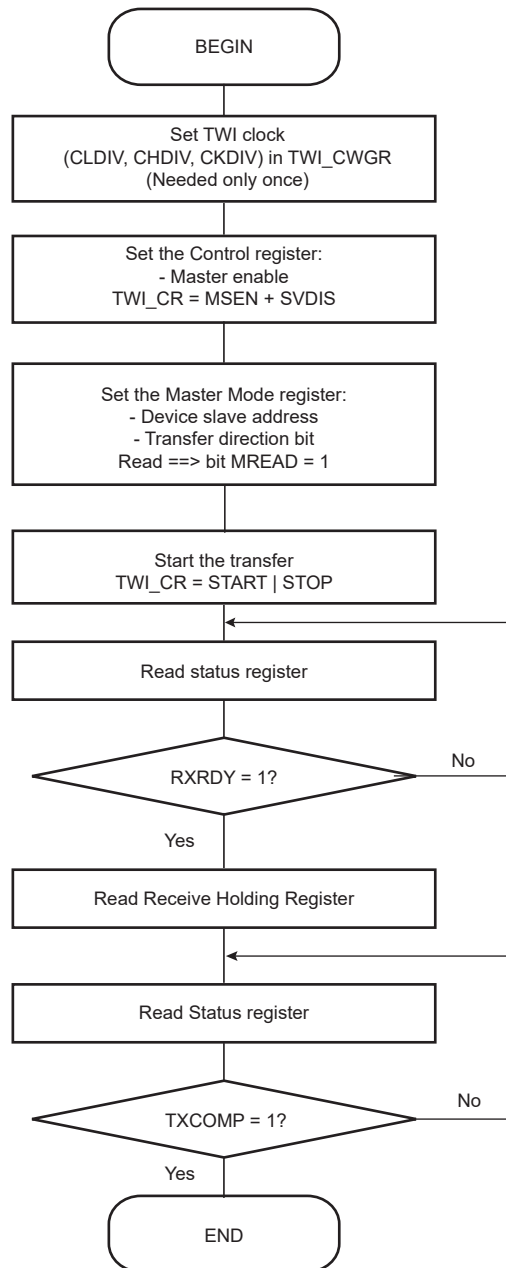 BEGIN
Set TWI clock
(CLDIV, CHDIV, CKDIV) in TWI_CWGR
(Needed only once)
Set the Control register:
- Master enable
TWI_CR = MSEN + SVDIS
Set the Master Mode register:
- Device slave address
- Transfer direction bit
Read ==> bit MREAD = 1
Start the transfer
TWI_CR = START | STOP
Read status register
RXRDY = 1?
No
Yes
Read Receive Holding Register
Read Status register
TXCOMP = 1?
No
Yes
END